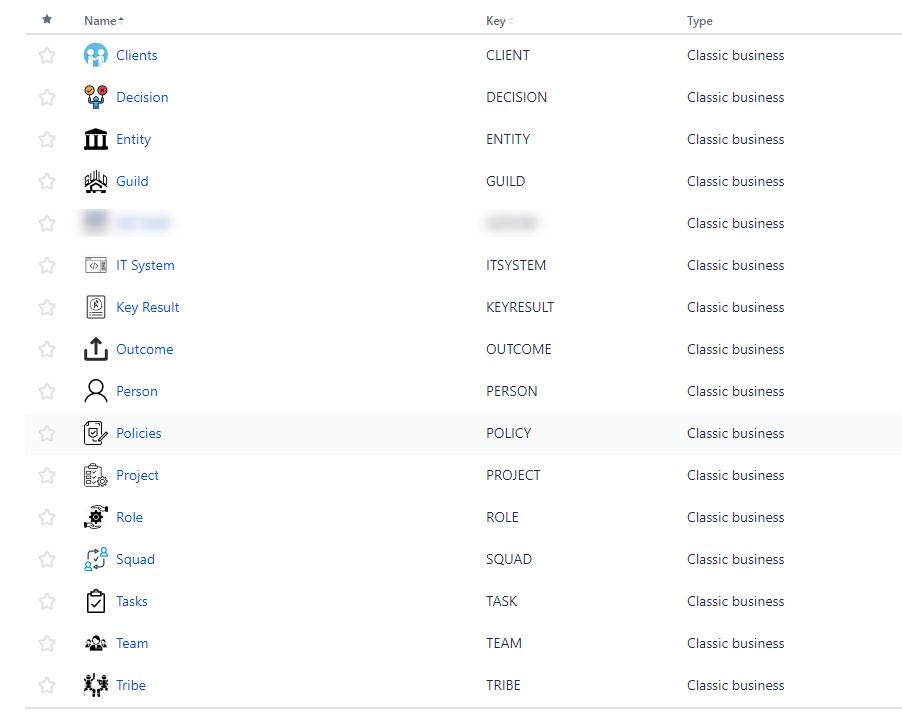 Name Key Type
Clients CLIENT Classic business
Decision DECISION Classic business
Entity ENTITY Classic business
GUILD Guild GUILD Classic business
Classic business
IT System ITSYSTEM Classic business
Key Result KEYRESULT Classic business
Outcome OUTCOME Classic business
Person PERSON Classic business
Policies POLICY Classic business
Project PROJECT Classic business
Role ROLE Classic business
Squad SQUAD Classic business
Tasks TASK Classic business
Team TEAM Classic business
Tribe TRIBE Classic business